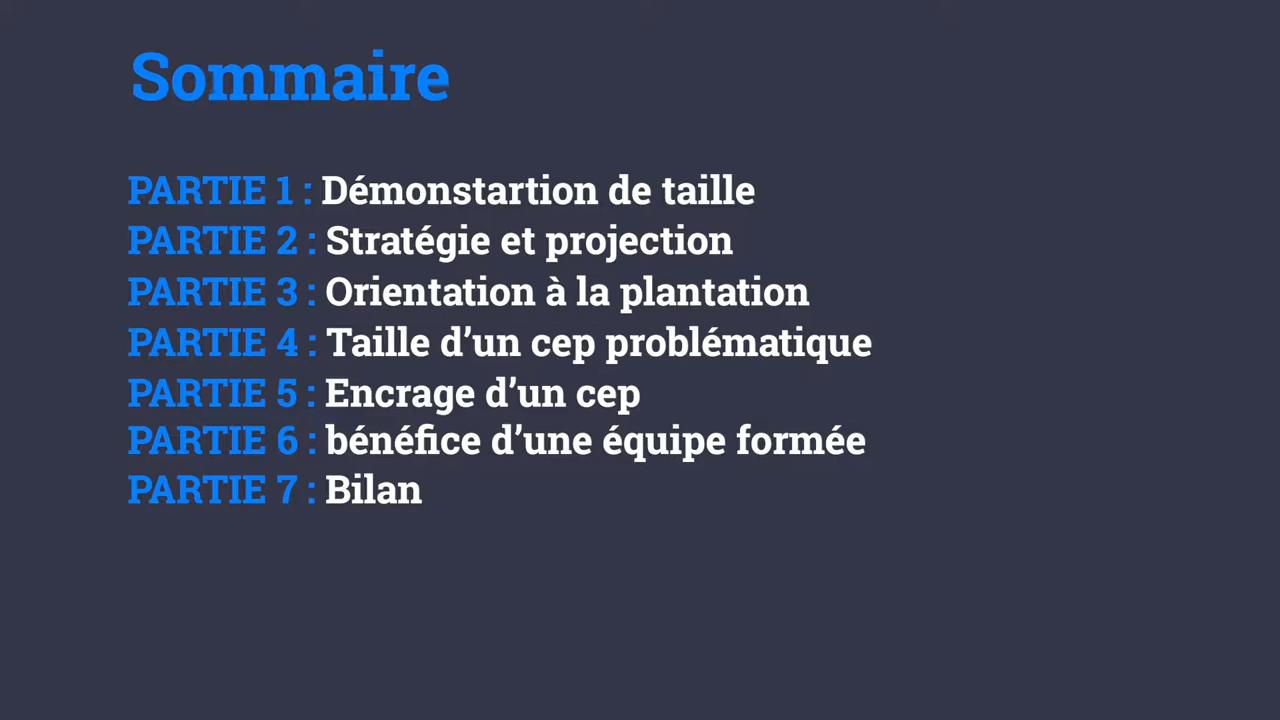 Sommaire
PARTIE 1 : Démonstartion de taille
PARTIE 2 : Stratégie et projection
PARTIE 3 : Orientation à la plantation
PARTIE 4 : Taille d’un cep problématique
PARTIE 5 : Encrage d’un cep
PARTIE 6 : bénéfice d’une équipe formée
PARTIE 7 : Bilan